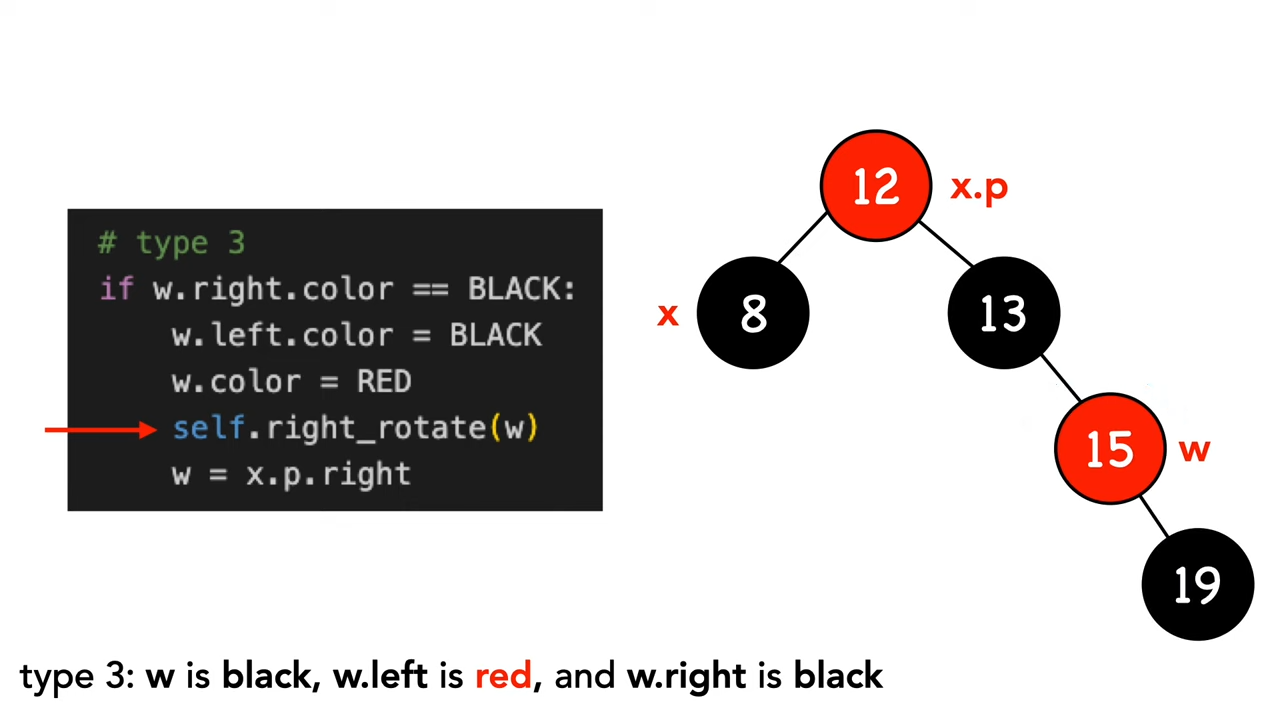 # type 3
if w.right.color == BLACK:
w.left.color = BLACK
w.color = RED
self.right_rotate(w)
w = x.p.right
12 x.p
x 8 13
15 w
19
type 3: w is black, w.left is red, and w.right is black